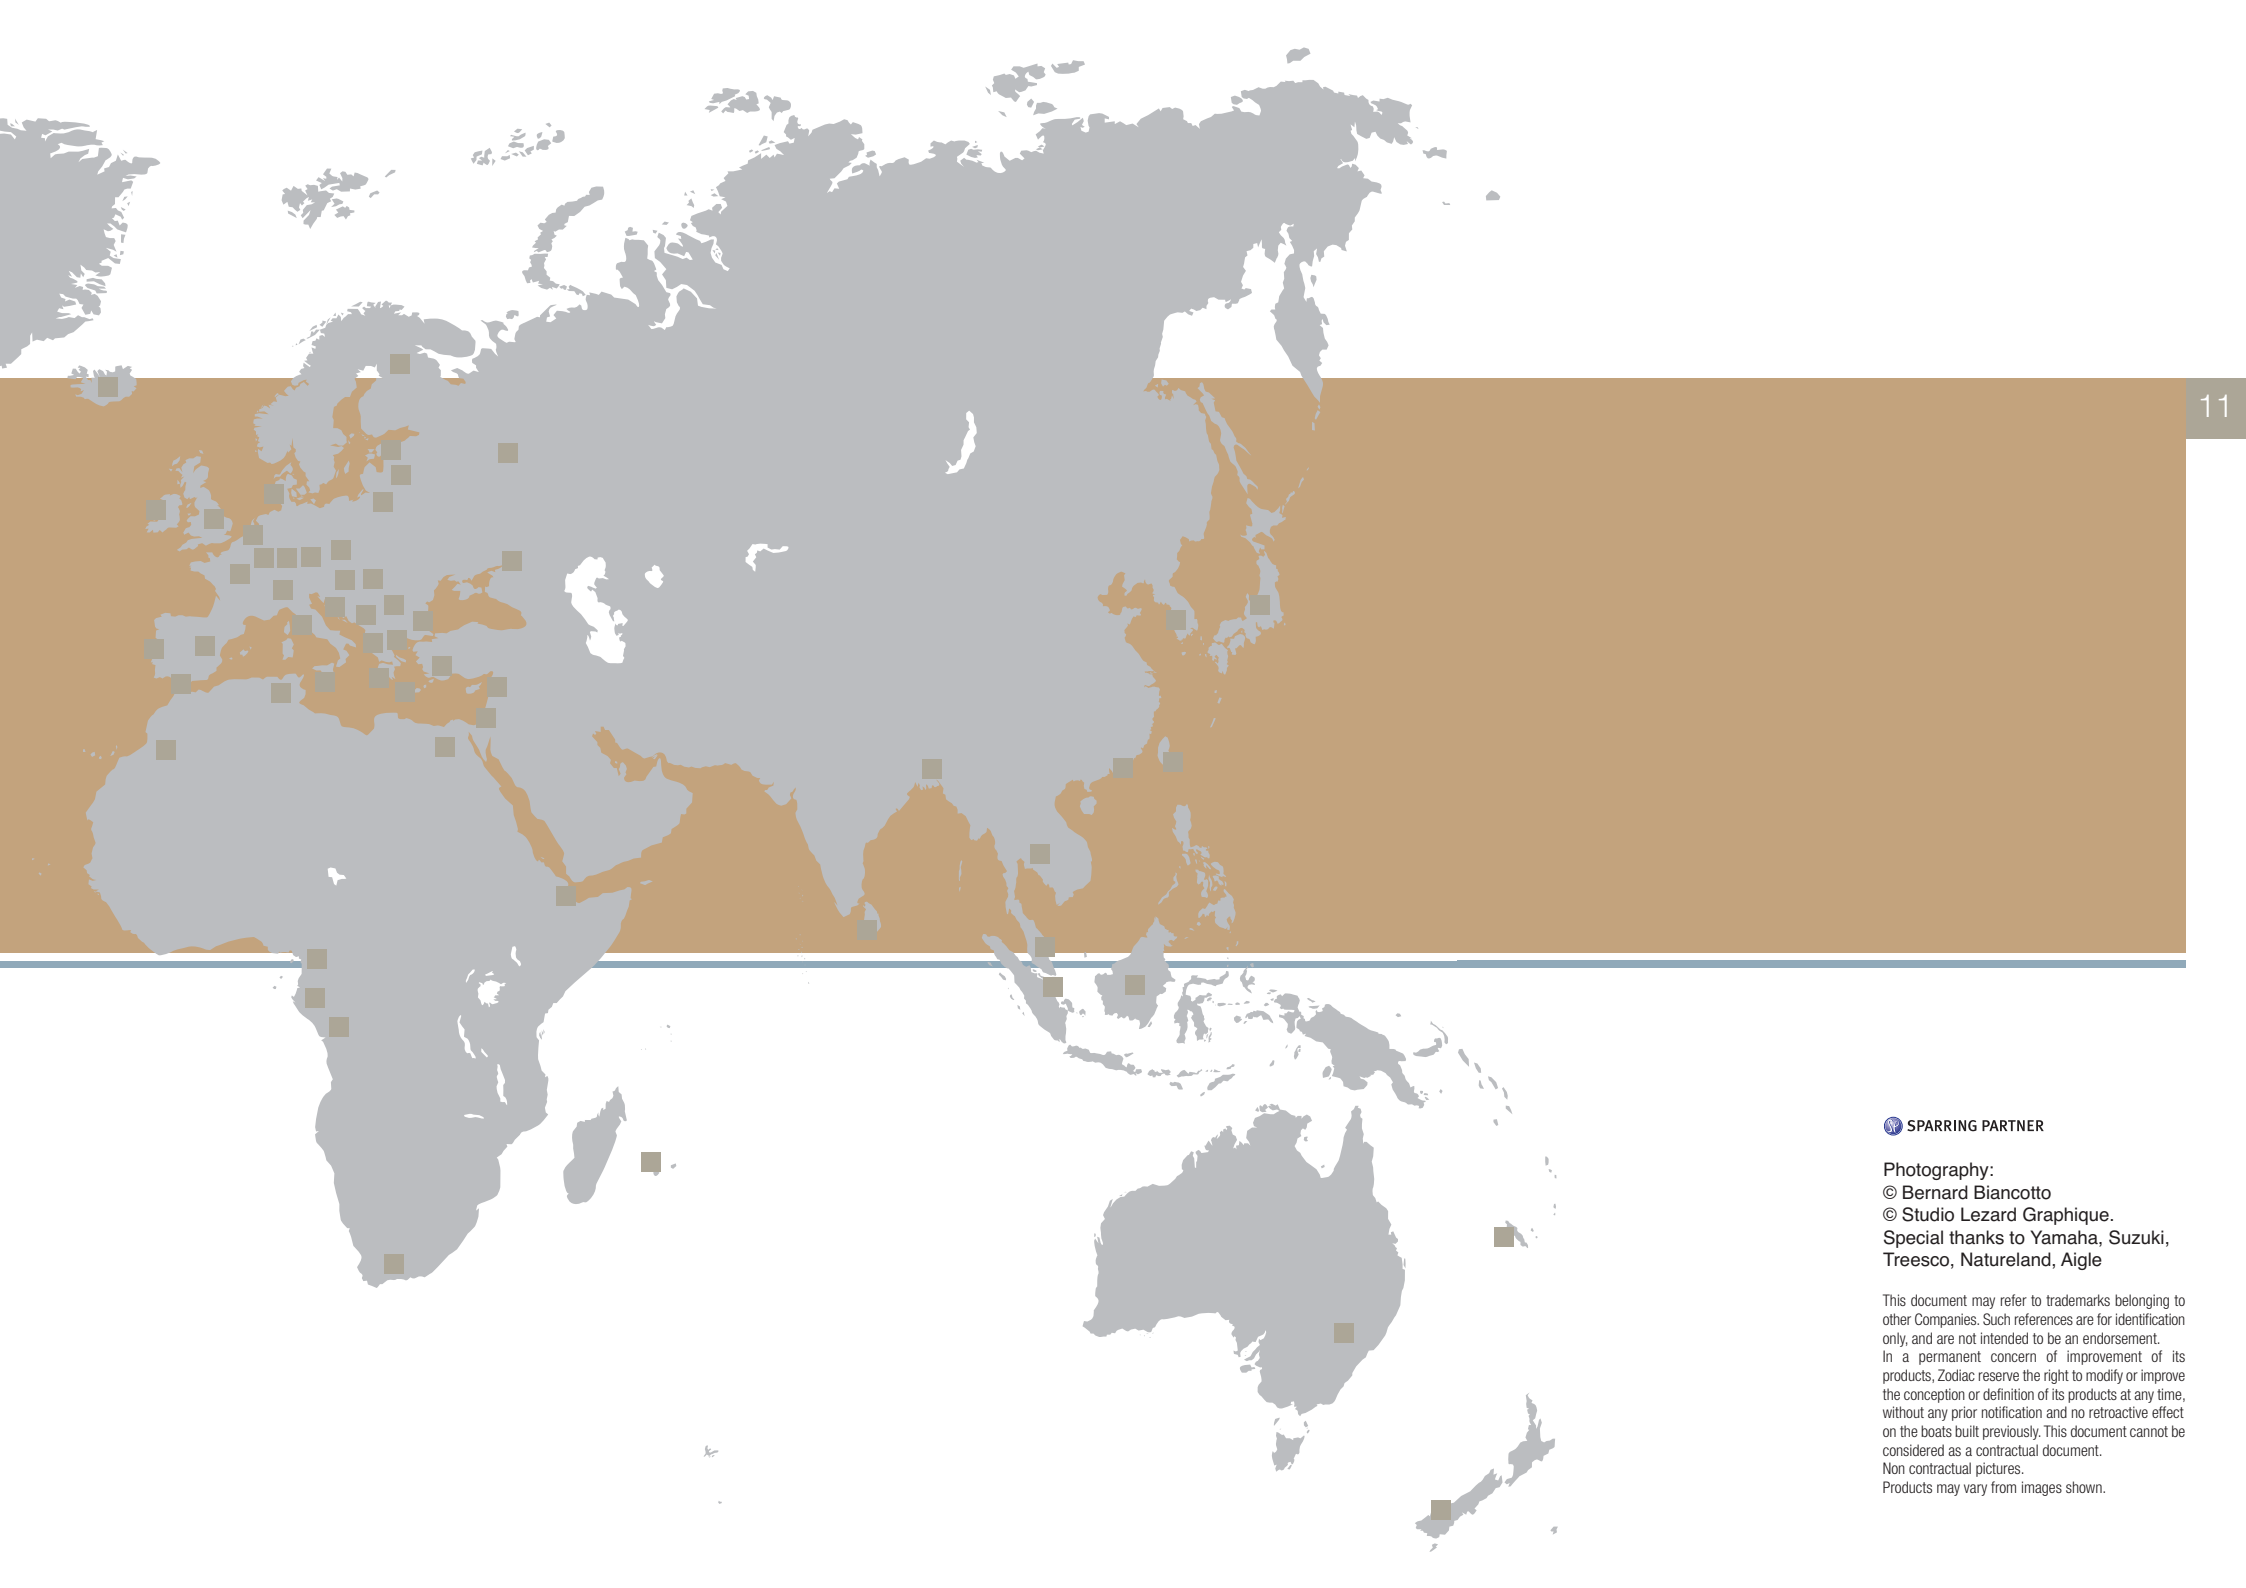 11
SPARRING PARTNER
Photography:
© Bernard Biancotto
© Studio Lezard Graphique.
Special thanks to Yamaha, Suzuki,
Treesco, Natureland, Aigle
This document may refer to trademarks belonging to
other Companies. Such references are for identification
only, and are not intended to be an endorsement.
In a permanent concern of improvement of its
products, Zodiac reserve the right to modify or improve
the conception or definition of its products at any time,
without any prior notification and no retroactive effect
on the boats built previously. This document cannot be
considered as a contractual document.
Non contractual pictures.
Products may vary from images shown.